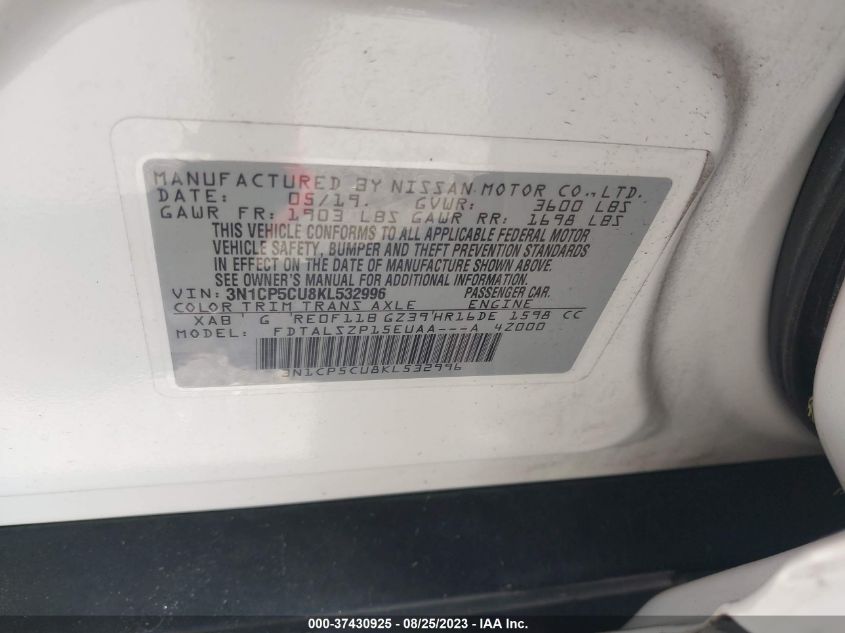 MANUFACTURED BY NISSAN MOTOR CO.,LTD.
DATE: 05/19. GVWR: 3600 LBS
GAWR FR: 1903 LBS GAWR RR: 1698 LBS
THIS VEHICLE CONFORMS TO ALL APPLICABLE FEDERAL MOTOR
VEHICLE SAFETY, BUMPER AND THEFT PREVENTION STANDARDS
IN EFFECT ON THE DATE OF MANUFACTURE SHOWN ABOVE.
SEE OWNER'S MANUAL FOR ADDITIONAL INFORMATION.
VIN: 3N1CP5CU8KL532996 PASSENGER CAR.
COLOR TRIM TRANS AXLE ENGINE
XAB G RE0F11B GZ39 HR16DE 1598 CC
MODEL: FDTALSZP15EUAA---A 42000
3N1CP5CU8KL532996
000-37430925 - 08/25/2023 - IAA Inc.